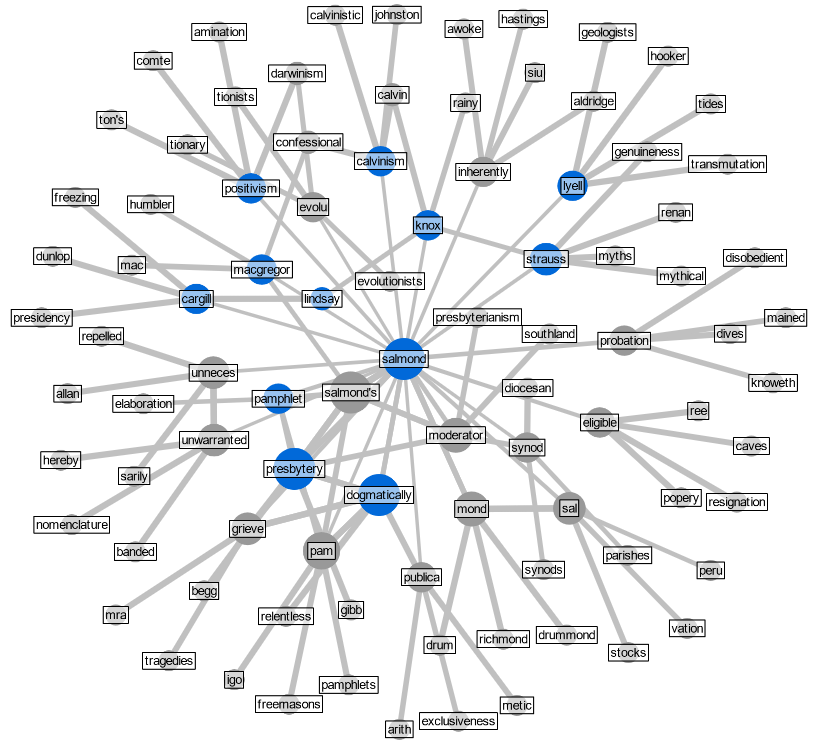 calvinistic
johnston
hastings
amination
awoke
geologists
comte
hooker
darwinism
siu
tionists
calvin
rainy
aldridge
tides
ton's
tionary
confessional
genuineness
calvinism
inherently
transmutation
positivism
lyell
freezing
humbler
evolu
renan
knox
dunlop
mac
macgregor
strauss
myths
disobedient
mythical
evolutionists
cargill
lindsay
presidency
presbyterianism
mained
repelled
southland
probation
dives
salmond
unneces
knoweth
allan
elaboration
pamphlet
salmond's
diocesan
ree
eligible
unwarranted
moderator
synod
caves
hereby
sarily
presbytery
dogmatically
popery
resignation
nomenclature
grieve
mond
sal
banded
pam
parishes
publica
synods
peru
begg
mra
relentless
gibb
vation
drum
richmond
drummond
stocks
tragedies
igo
pamphlets
freemasons
metic
exclusiveness
arith